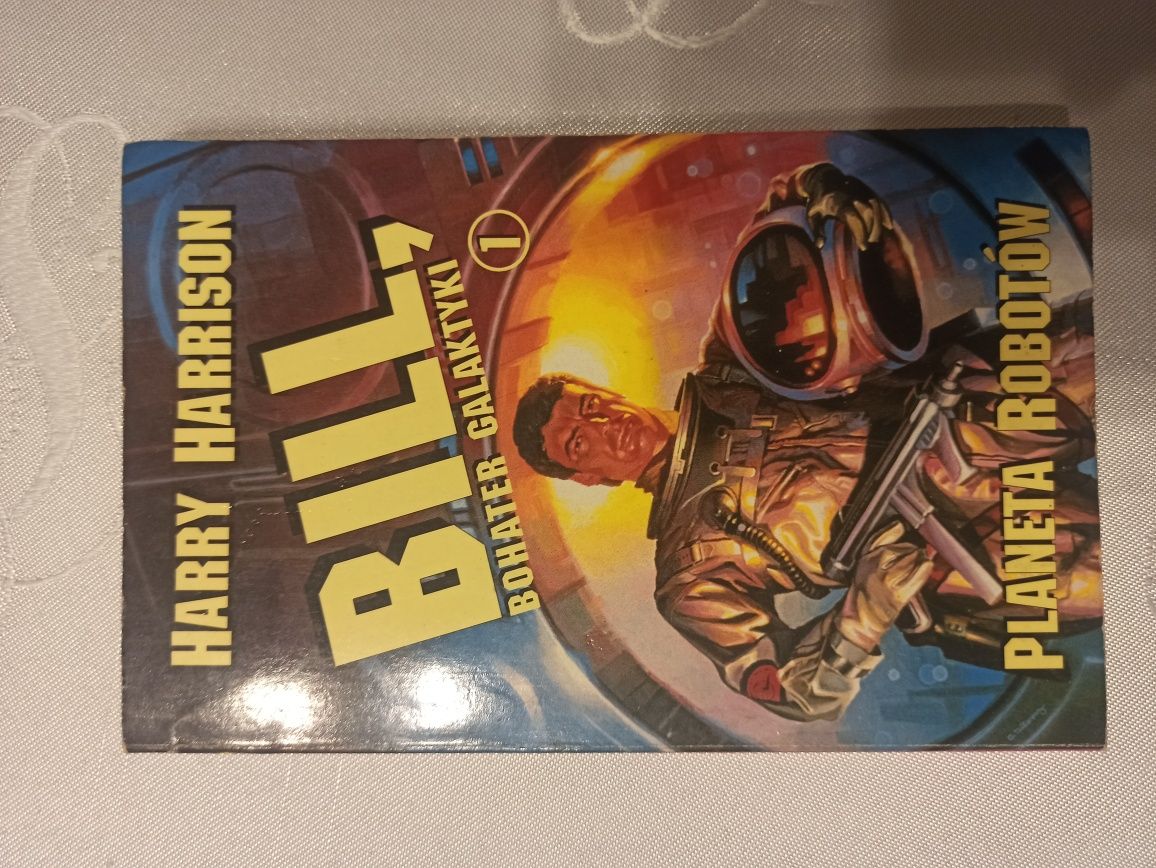 HARRY HARRISON
BILL,
BOHATER GALAKTYKI
1
PLANETA ROBOTÓW